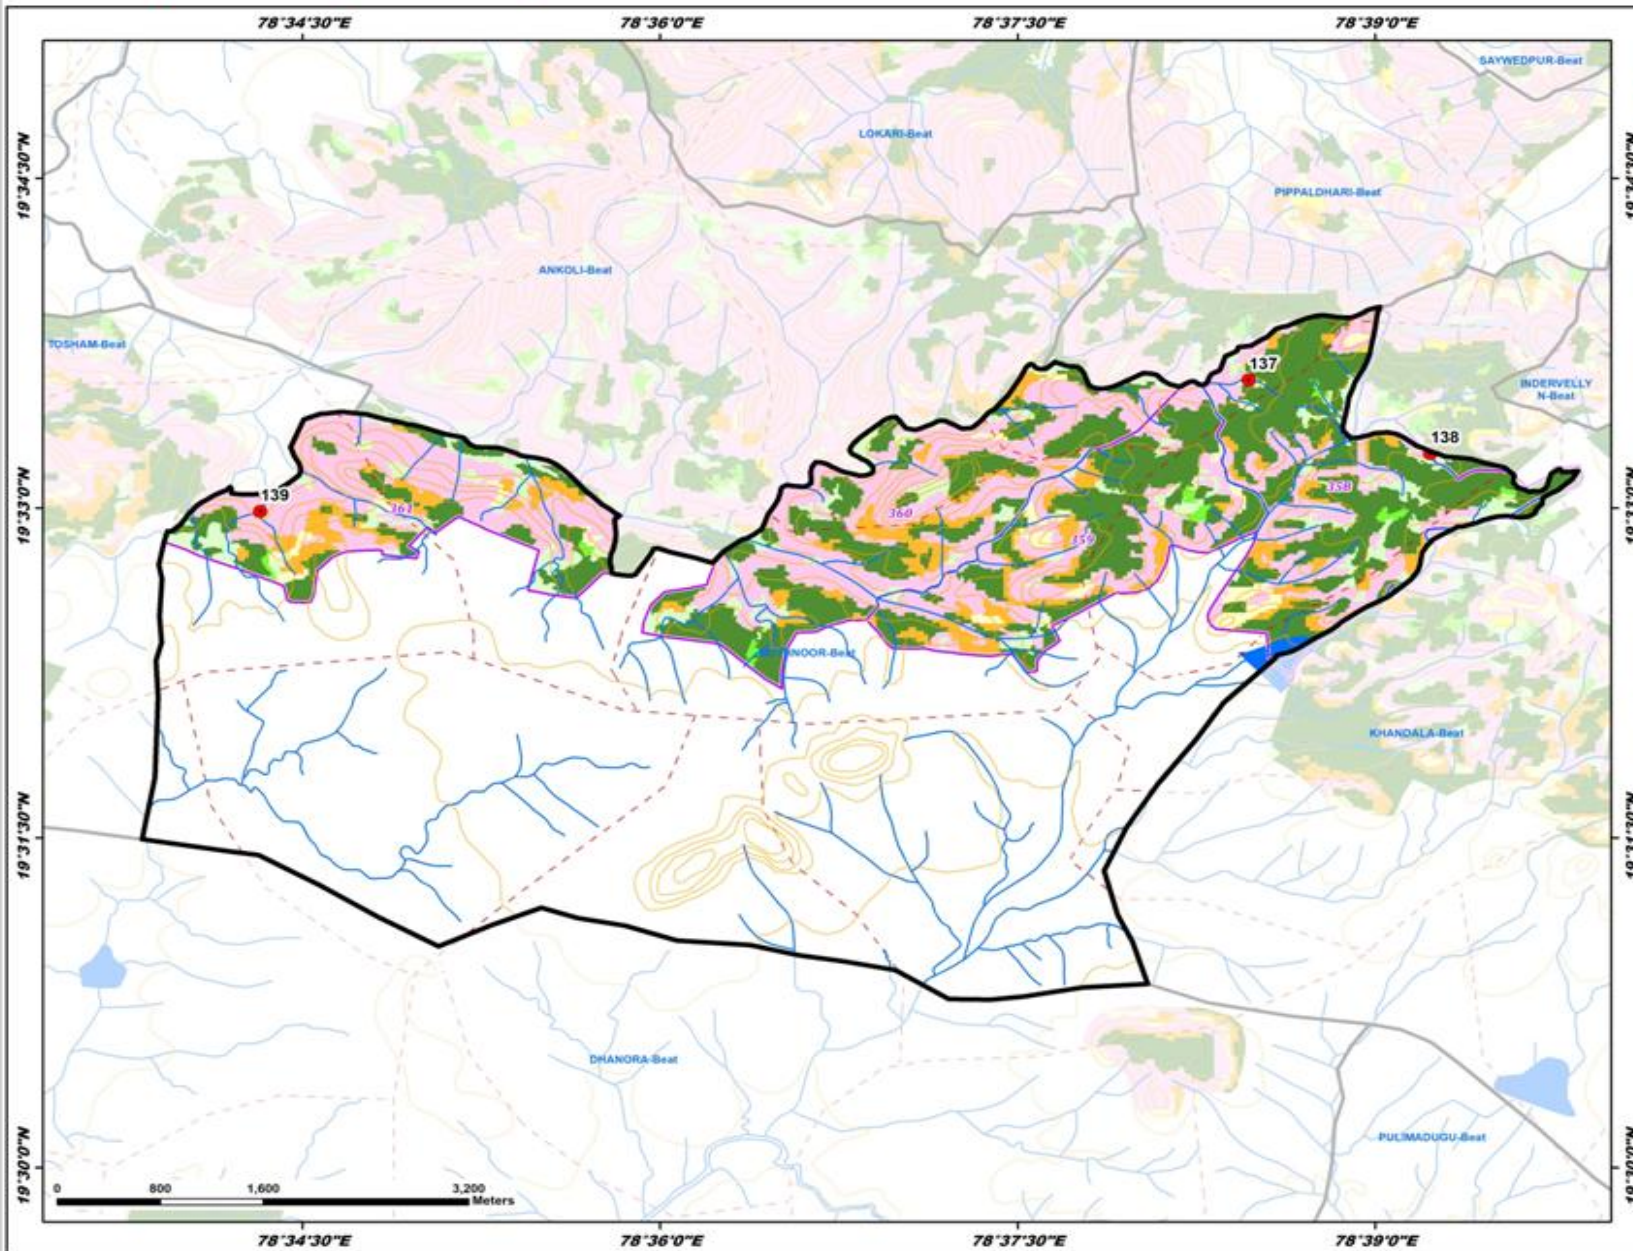 78°34'30"E
78°36'0"E
78°37'30"E
78°39'0"E
SAYWEDPUR-Beat
LOKARI-Beat
19°34'30"N
19°34'30"N
PIPPALDHARI-Beat
ANKOLI-Beat
TOSHAM-Beat
137
INDERVELLY
N-Beat
138
139
358
361
360
19°33'0"N
19°33'0"N
359
KHANDALA-Beat
19°31'30"N
19°31'30"N
DHANORA-Beat
PULIMADUGU-Beat
19°30'0"N
19°30'0"N
0
800
1,600
3,200
Meters
78°34'30"E
78°36'0"E
78°37'30"E
78°39'0"E